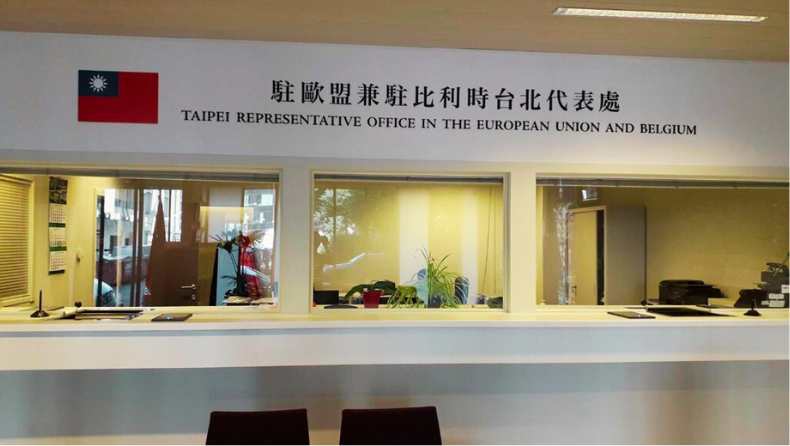 駐歐盟兼駐比利時台北代表處
TAIPEI REPRESENTATIVE OFFICE IN THE EUROPEAN UNION AND BELGIUM